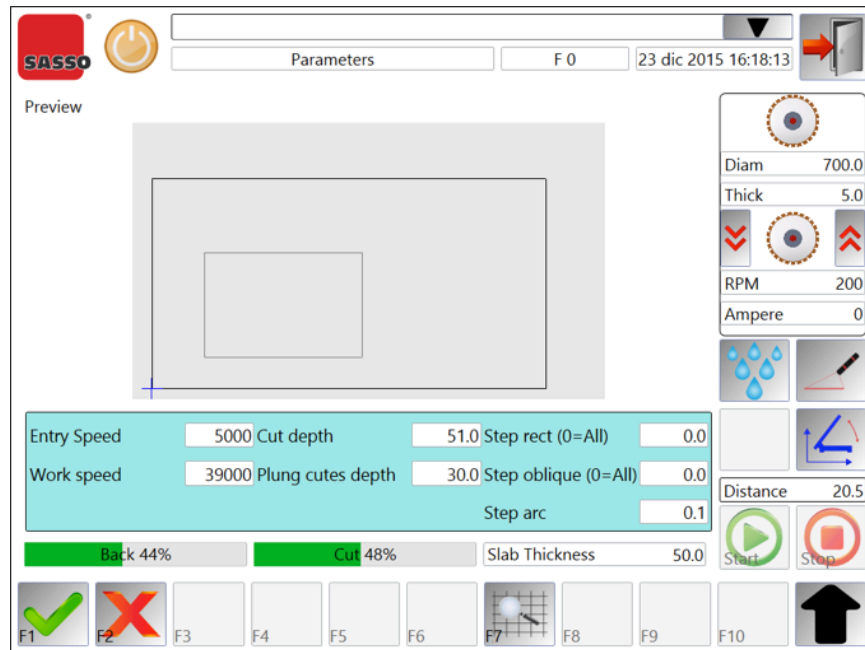 SASSO
Parameters F 0 23 dic 2015 16:18:13
Preview
Diam 700.0
Thick 5.0
RPM 200
Ampere 0
Entry Speed 5000 Cut depth 51.0 Step rect (0=All) 0.0
Work speed 39000 Plung cutes depth 30.0 Step oblique (0=All) 0.0
Step arc 0.1
Distance 20.5
Start Stop
Back 44% Cut 48% Slab Thickness 50.0
F1 F2 F3 F4 F5 F6 F7 F8 F9 F10